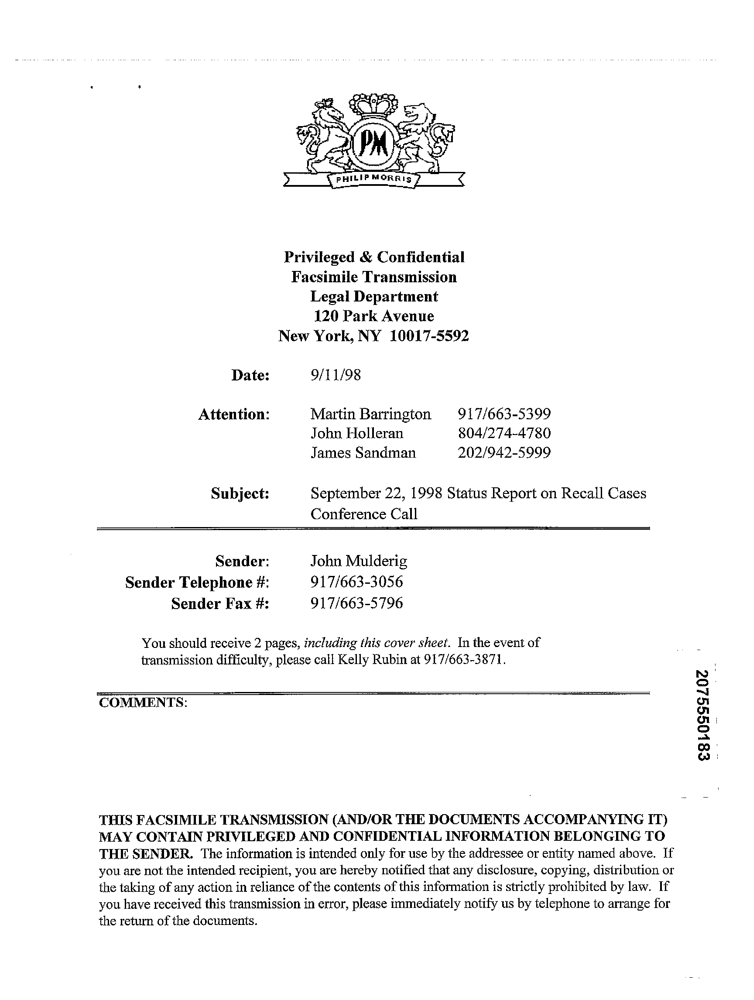 PM
PHILIP MORRIS
Privileged & Confidential
Facsimile Transmission
Legal Department
120 Park Avenue
New York, NY 10017-5592
Date: 9/11/98
Attention: Martin Barrington 917/663-5399
John Holleran 804/274-4780
James Sandman 202/942-5999
Subject: September 22, 1998 Status Report on Recall Cases
Conference Call
Sender: John Mulderig
Sender Telephone #: 917/663-3056
Sender Fax #: 917/663-5796
You should receive 2 pages, including this cover sheet. In the event of
transmission difficulty, please call Kelly Rubin at 917/663-3871.
COMMENTS:
2075550183
THIS FACSIMILE TRANSMISSION (AND/OR THE DOCUMENTS ACCOMPANYING IT)
MAY CONTAIN PRIVILEGED AND CONFIDENTIAL INFORMATION BELONGING TO
THE SENDER. The information is intended only for use by the addressee or entity named above. If
you are not the intended recipient, you are hereby notified that any disclosure, copying, distribution or
the taking of any action in reliance of the contents of this information is strictly prohibited by law. If
you have received this transmission in error, please immediately notify us by telephone to arrange for
the return of the documents.